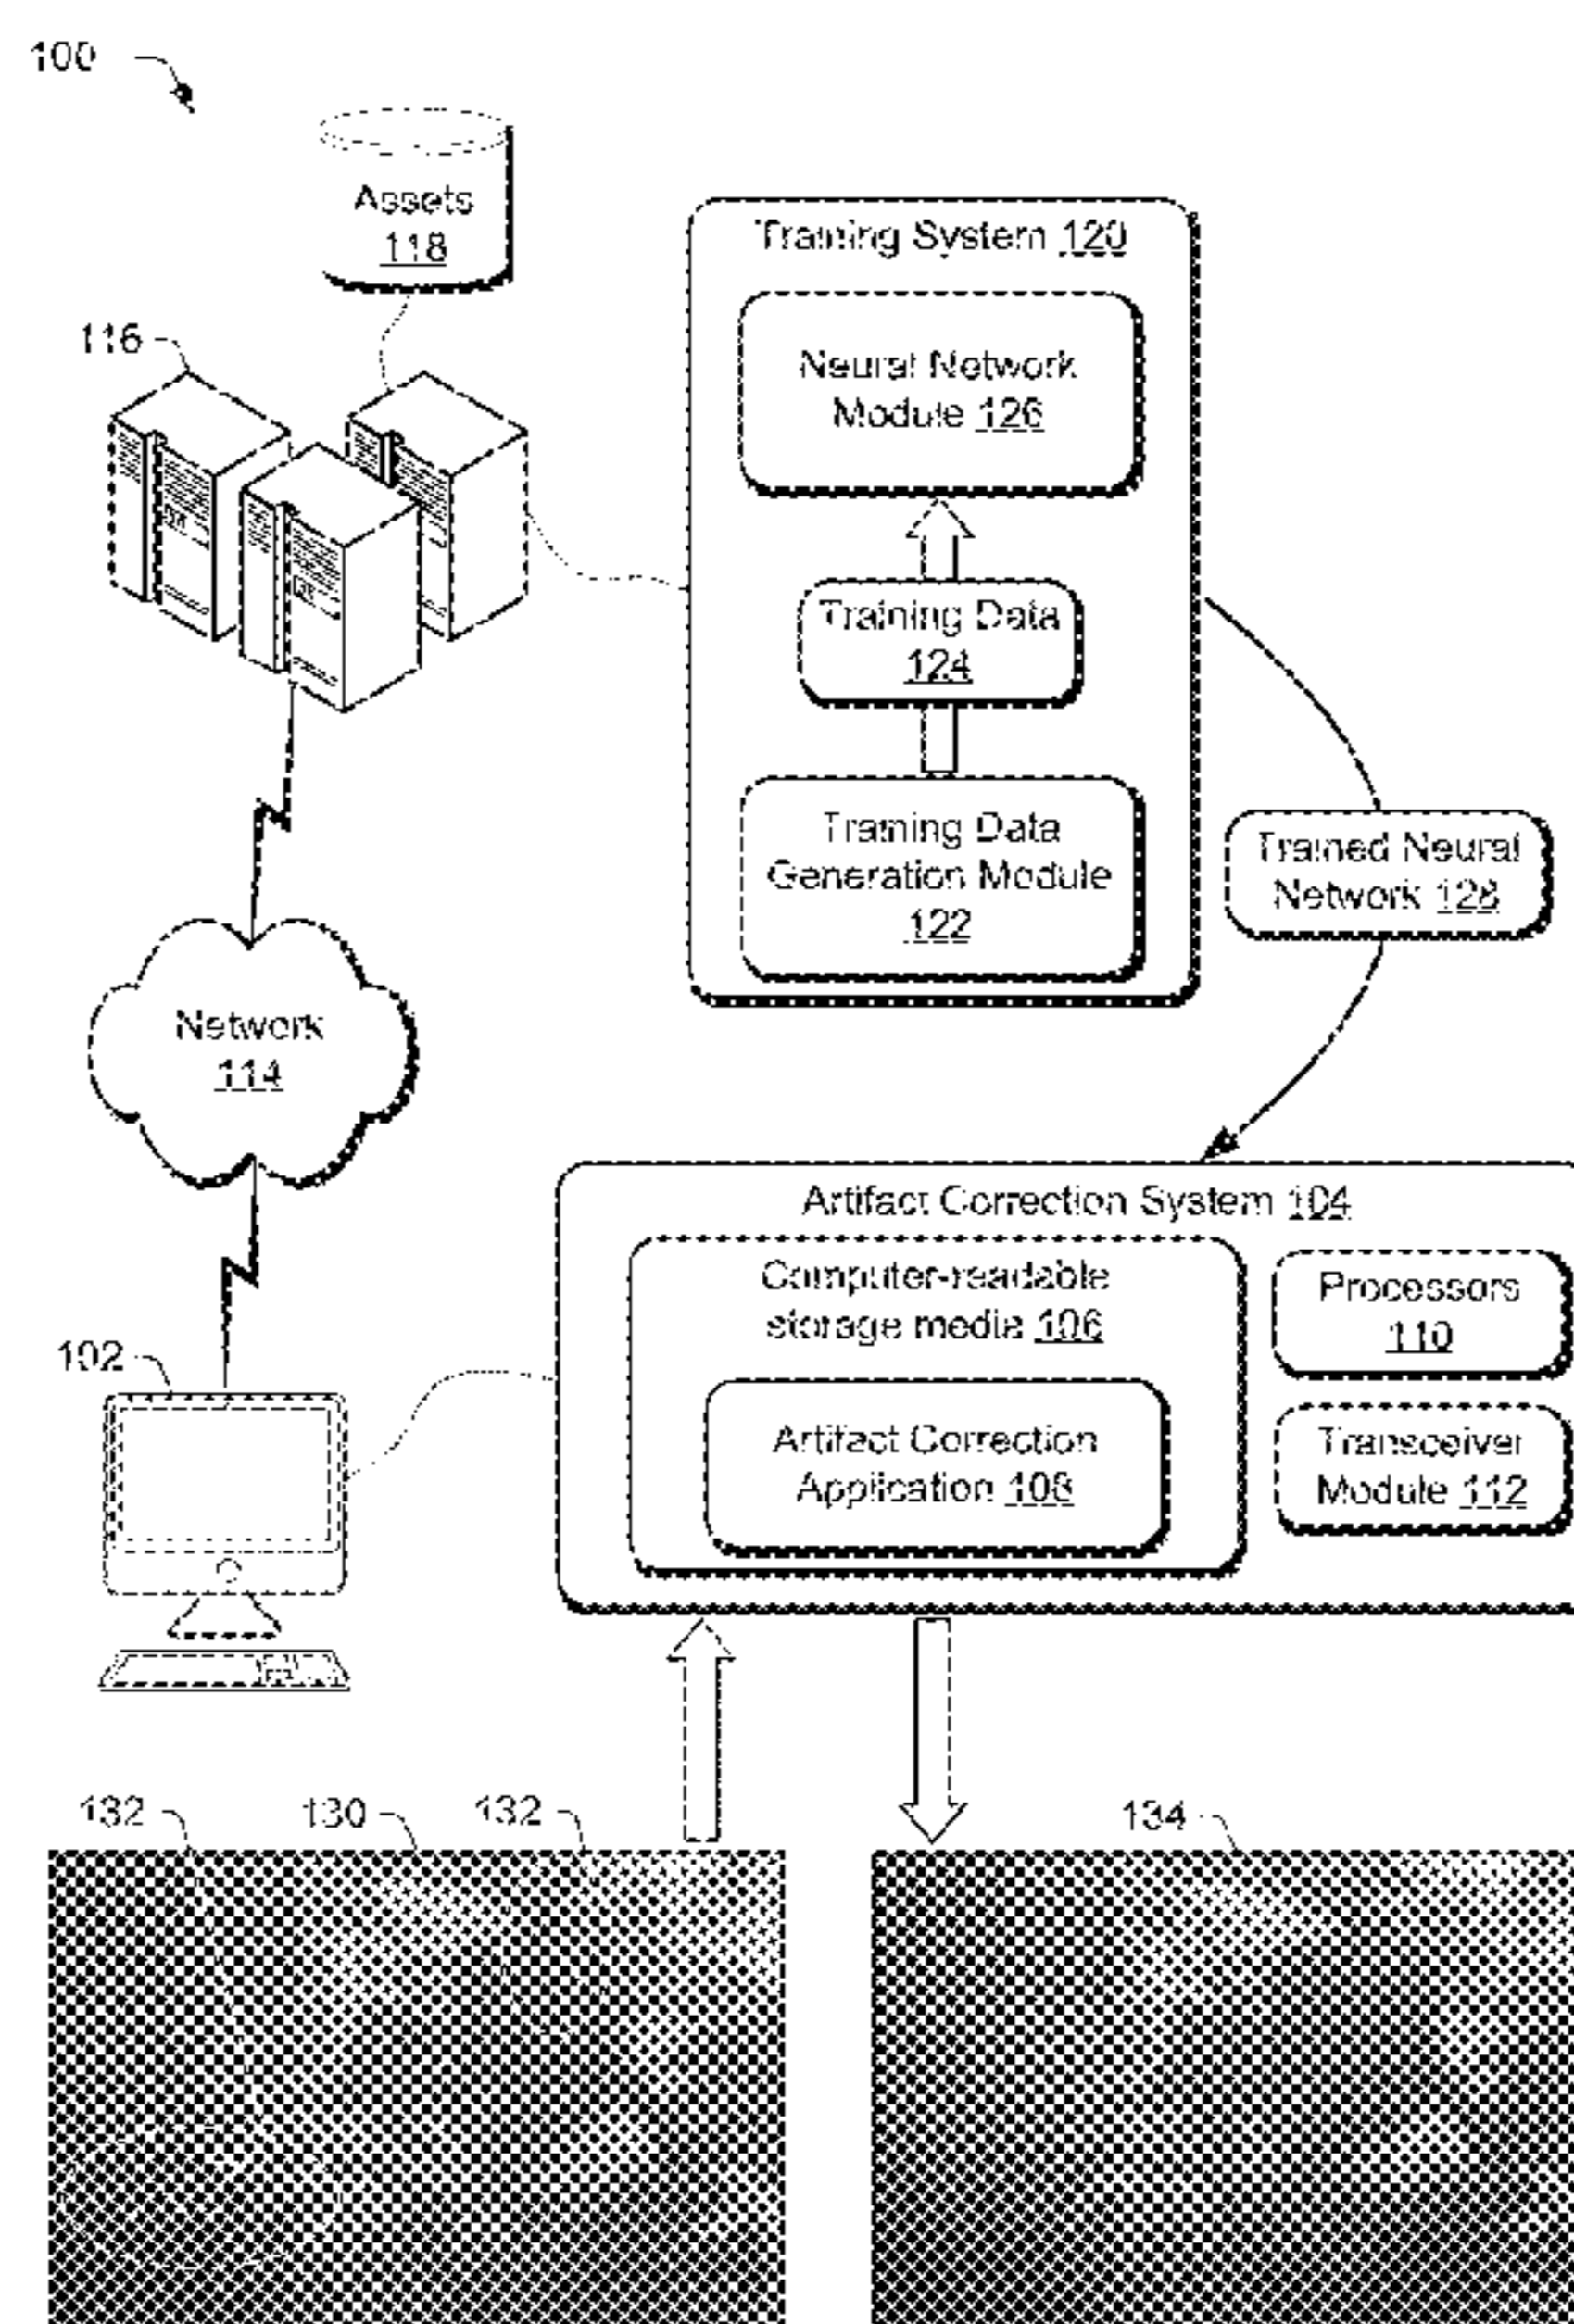 100
Assets
118
116
Training System 120
Neural Network
Module 126
Training Data
124
Training Data
Generation Module
122
Trained Neural
Network 128
Network
114
Artifact Correction System 104
Computer-readable
storage media 106
Artifact Correction
Application 108
Processors
110
Transceiver
Module 112
102
132
130
132
134